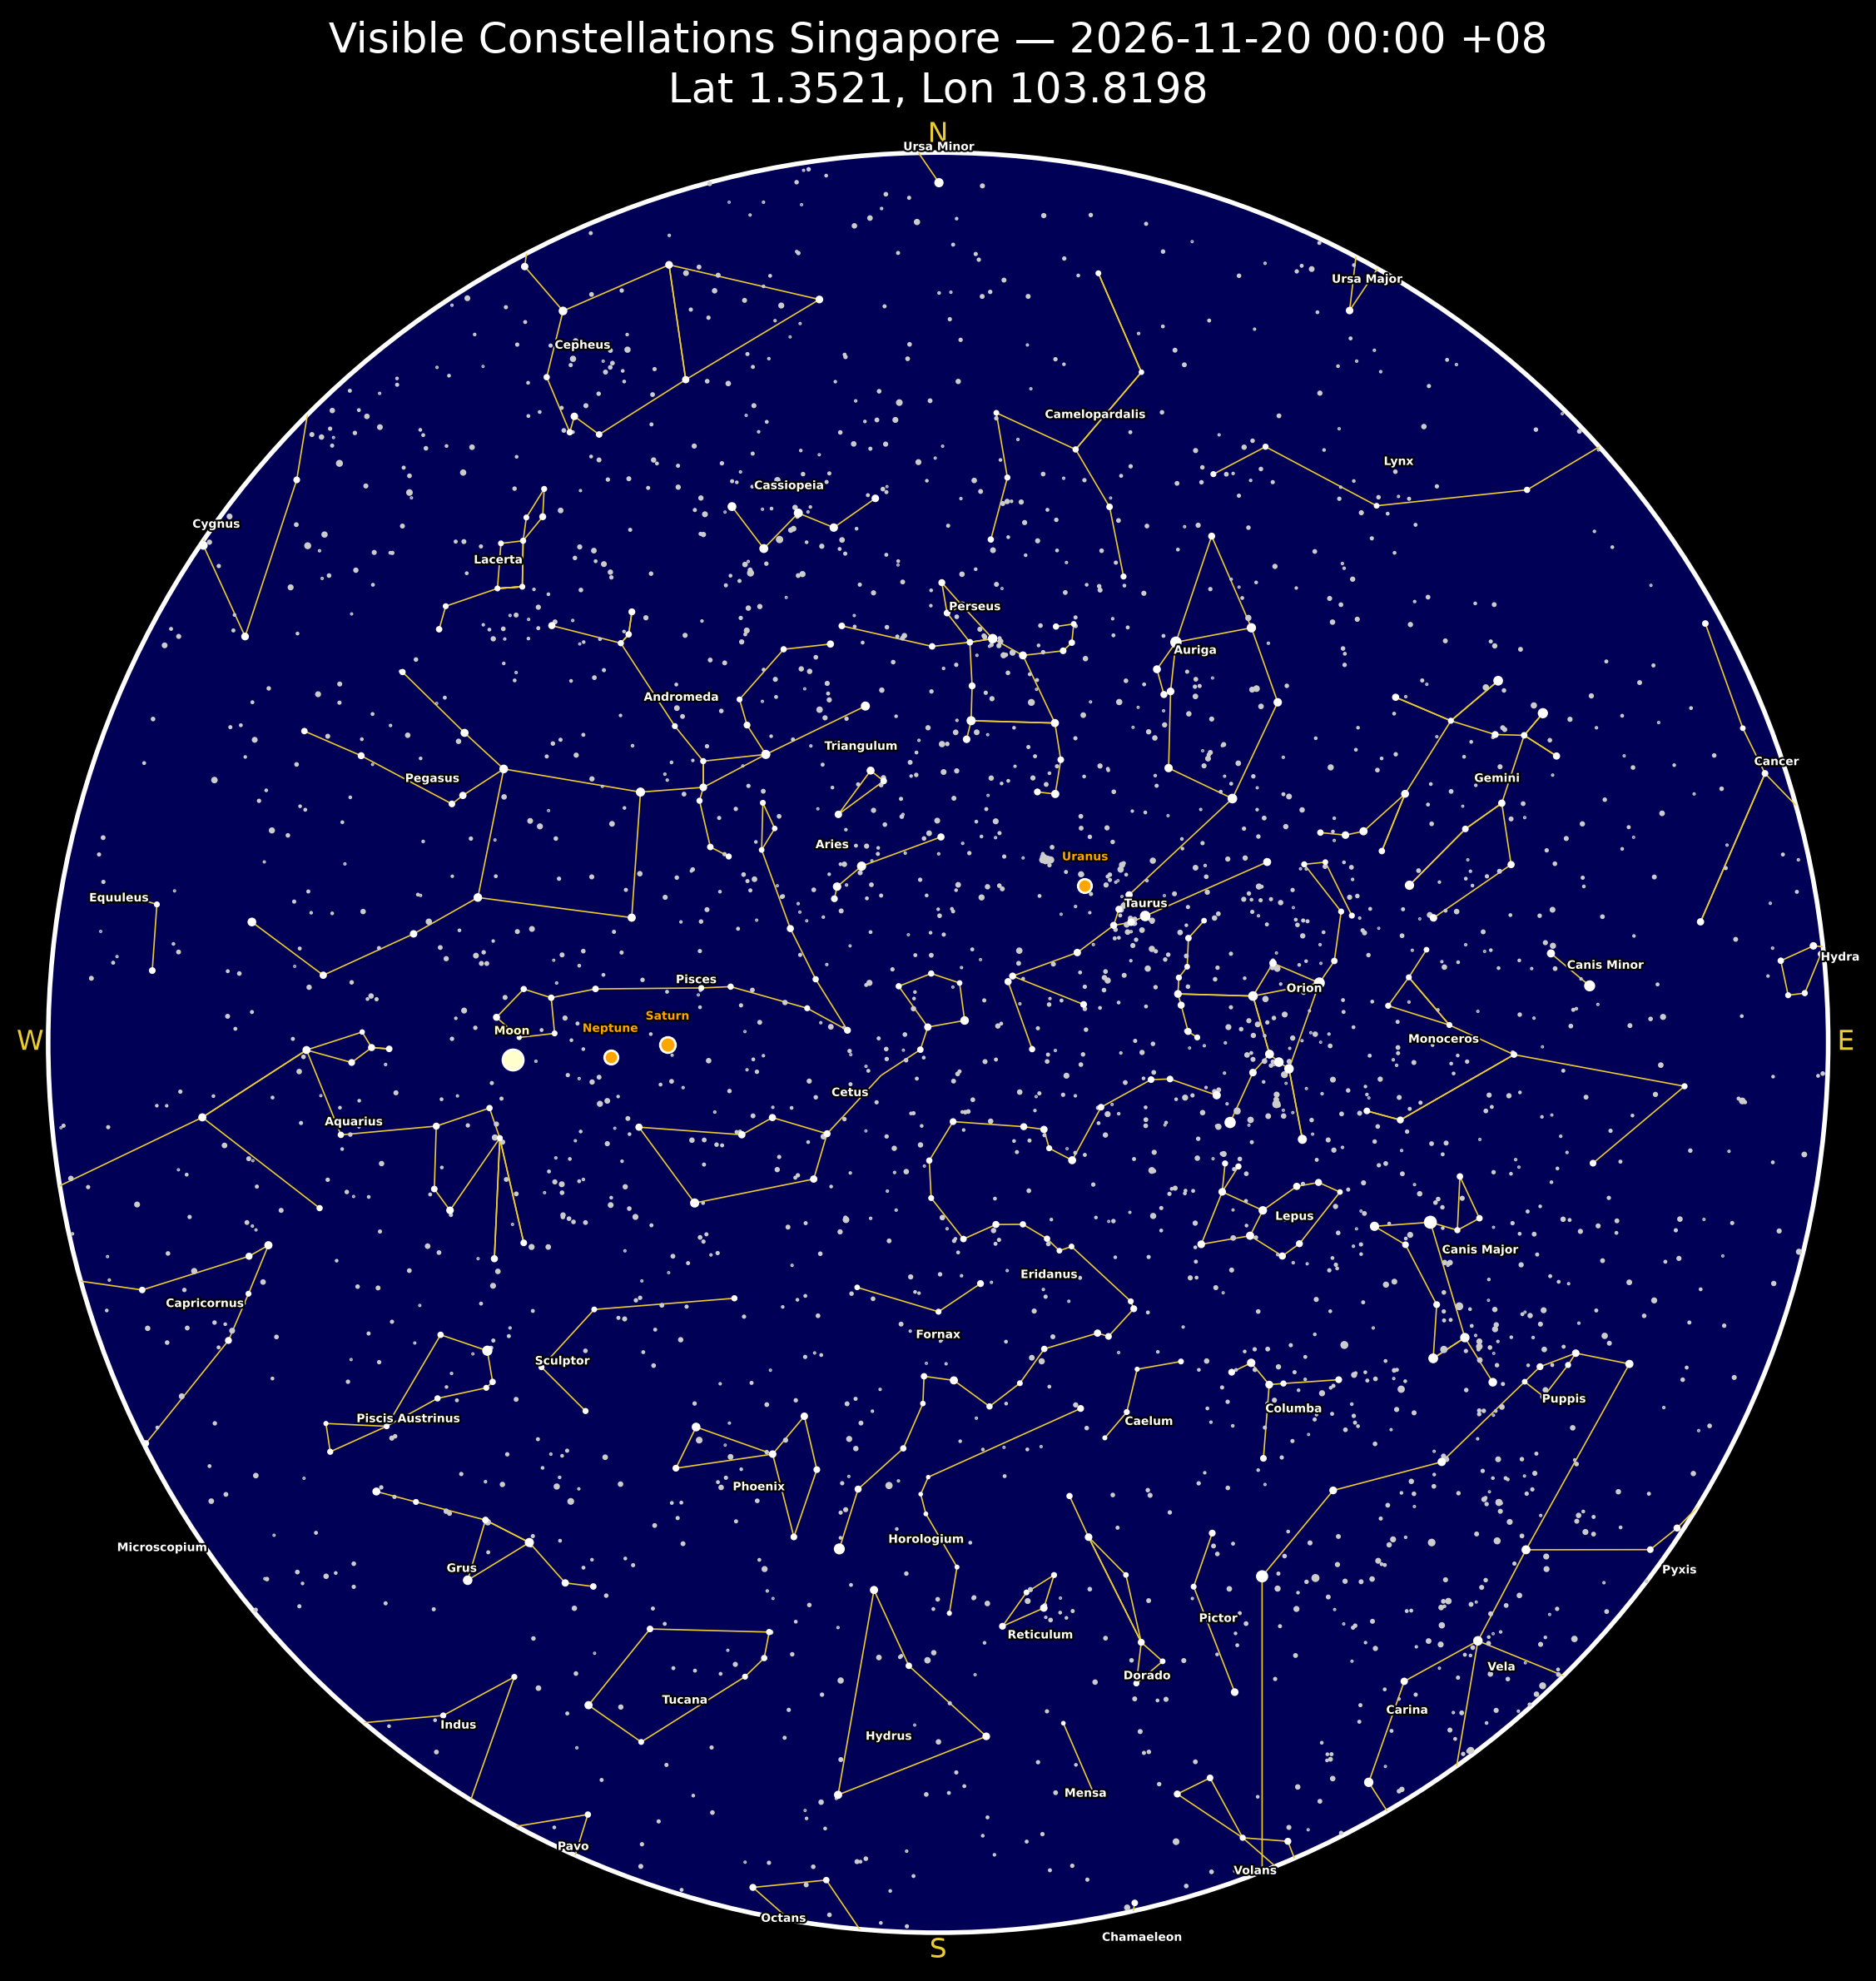 Visible Constellations Singapore — 2026-11-20 00:00 +08
Lat 1.3521, Lon 103.8198
N
Ursa Minor
Ursa Major
Cepheus
Camelopardalis
Lynx
Cassiopeia
Cygnus
Lacerta
Perseus
Auriga
Andromeda
Triangulum
Cancer
Pegasus
Gemini
Aries
Uranus
Equuleus
Taurus
Hydra
Canis Minor
Pisces
Orion
Saturn
Neptune
Moon
W
E
Monoceros
Cetus
Aquarius
Lepus
Canis Major
Eridanus
Capricornus
Fornax
Sculptor
Puppis
Columba
Piscis Austrinus
Caelum
Phoenix
Horologium
Microscopium
Grus
Pyxis
Pictor
Reticulum
Vela
Dorado
Tucana
Carina
Indus
Hydrus
Mensa
Pavo
Volans
Octans
Chamaeleon
S